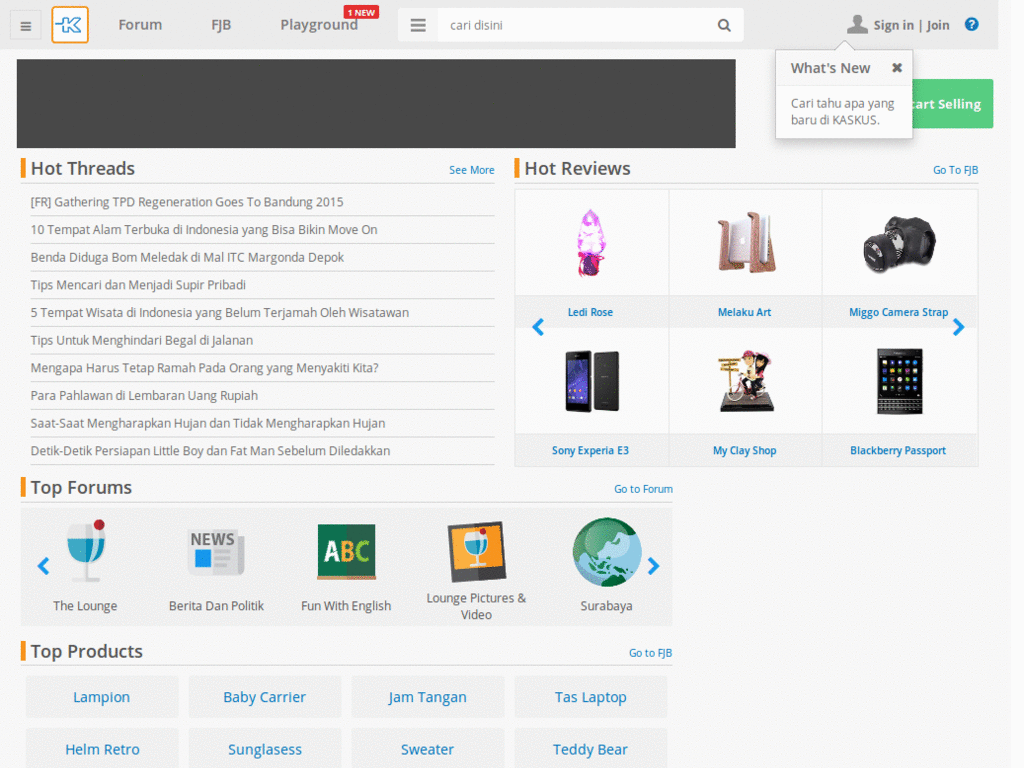 Forum
FJB
Playground
1 NEW
cari disini
Sign in | Join
What's New
Cari tahu apa yang
baru di KASKUS.
tart Selling
Hot Threads
See More
[FR] Gathering TPD Regeneration Goes To Bandung 2015
10 Tempat Alam Terbuka di Indonesia yang Bisa Bikin Move On
Benda Diduga Bom Meledak di Mal ITC Margonda Depok
Tips Mencari dan Menjadi Supir Pribadi
5 Tempat Wisata di Indonesia yang Belum Terjamah Oleh Wisatawan
Tips Untuk Menghindari Begal di Jalanan
Mengapa Harus Tetap Ramah Pada Orang yang Menyakiti Kita?
Para Pahlawan di Lembaran Uang Rupiah
Saat-Saat Mengharapkan Hujan dan Tidak Mengharapkan Hujan
Detik-Detik Persiapan Little Boy dan Fat Man Sebelum Diledakkan
Hot Reviews
Go To FJB
Ledi Rose
Melaku Art
Miggo Camera Strap
Sony Experia E3
My Clay Shop
Blackberry Passport
Top Forums
Go to Forum
NEWS
ABC
The Lounge
Berita Dan Politik
Fun With English
Lounge Pictures &
Video
Surabaya
Top Products
Go to FJB
Lampion
Baby Carrier
Jam Tangan
Tas Laptop
Helm Retro
Sunglasess
Sweater
Teddy Bear